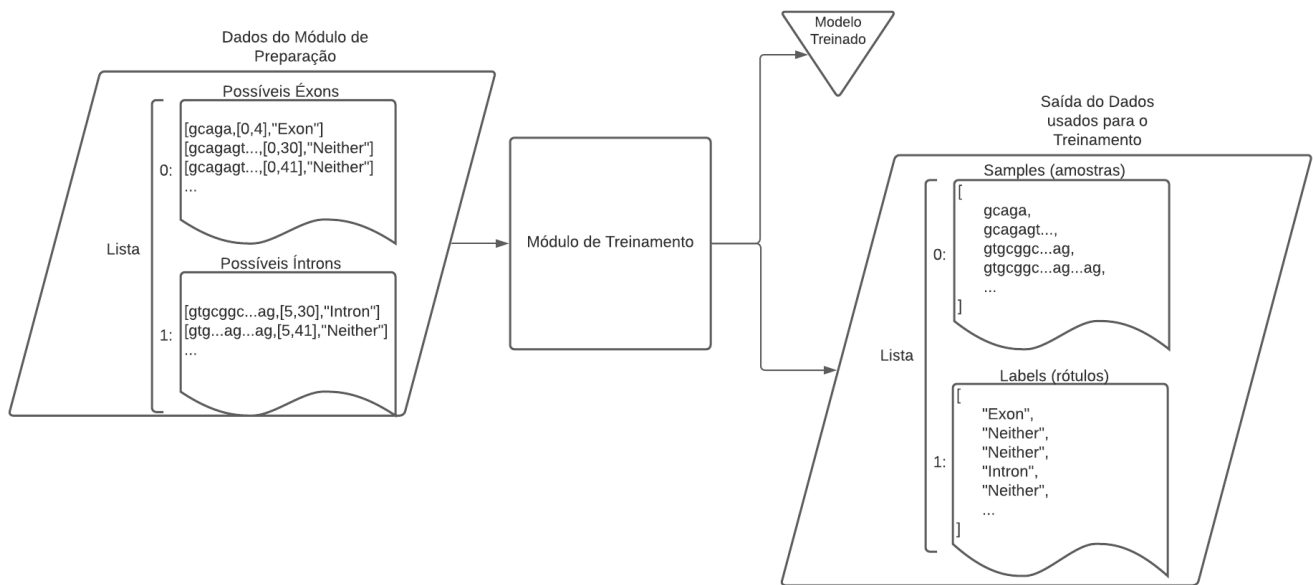 Dados do Módulo de
Preparação
Possíveis Éxons
Lista
0:
[gcaga,[0,4],"Exon"]
[gcagagt...,[0,30],"Neither"]
[gcagagt...,[0,41],"Neither"]
...
Possíveis Íntrons
1:
[gtgcggc...ag,[5,30],"Intron"]
[gtg...ag...ag,[5,41],"Neither"]
...
Módulo de Treinamento
Modelo
Treinado
Saída do Dados
usados para o
Treinamento
Samples (amostras)
Lista
0:
[
gcaga,
gcagagt...,
gtgcggc...ag,
gtgcggc...ag...ag,
...
]
Labels (rótulos)
1:
[
"Exon",
"Neither",
"Neither",
"Intron",
"Neither",
...
]